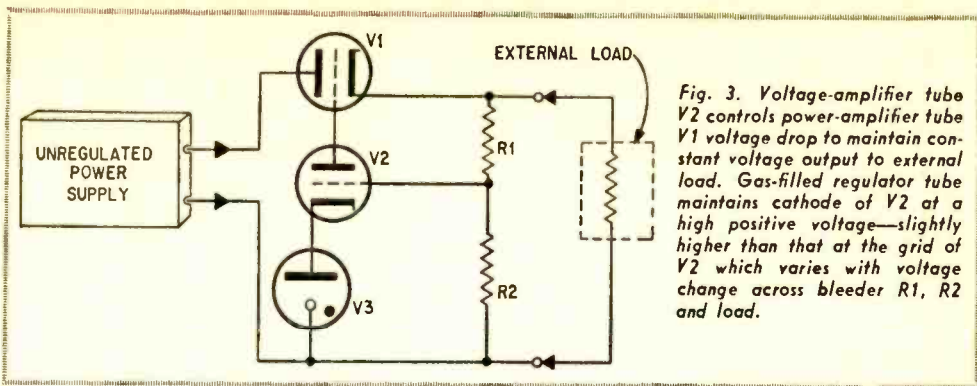 V1
EXTERNAL LOAD
UNREGULATED
POWER
SUPPLY
V2
R1
V3
R2
Fig. 3. Voltage-amplifier tube
V2 controls power-amplifier tube
V1 voltage drop to maintain con-
stant voltage output to external
load. Gas-filled regulator tube
maintains cathode of V2 at a
high positive voltage—slightly
higher than that at the grid of
V2 which varies with voltage
change across bleeder R1, R2
and load.